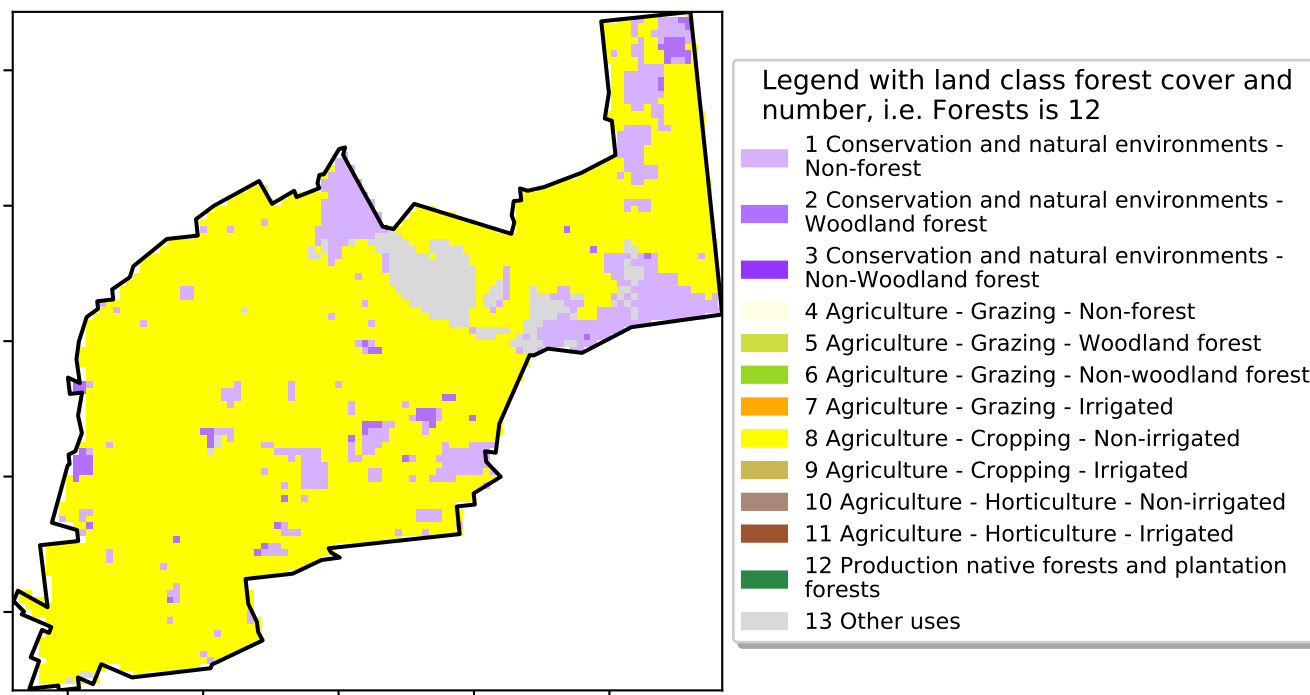 Legend with land class forest cover and
number, i.e. Forests is 12
1 Conservation and natural environments -
Non-forest
2 Conservation and natural environments -
Woodland forest
3 Conservation and natural environments -
Non-Woodland forest
4 Agriculture - Grazing - Non-forest
5 Agriculture - Grazing - Woodland forest
6 Agriculture - Grazing - Non-woodland forest
7 Agriculture - Grazing - Irrigated
8 Agriculture - Cropping - Non-irrigated
9 Agriculture - Cropping - Irrigated
10 Agriculture - Horticulture - Non-irrigated
11 Agriculture - Horticulture - Irrigated
12 Production native forests and plantation
forests
13 Other uses